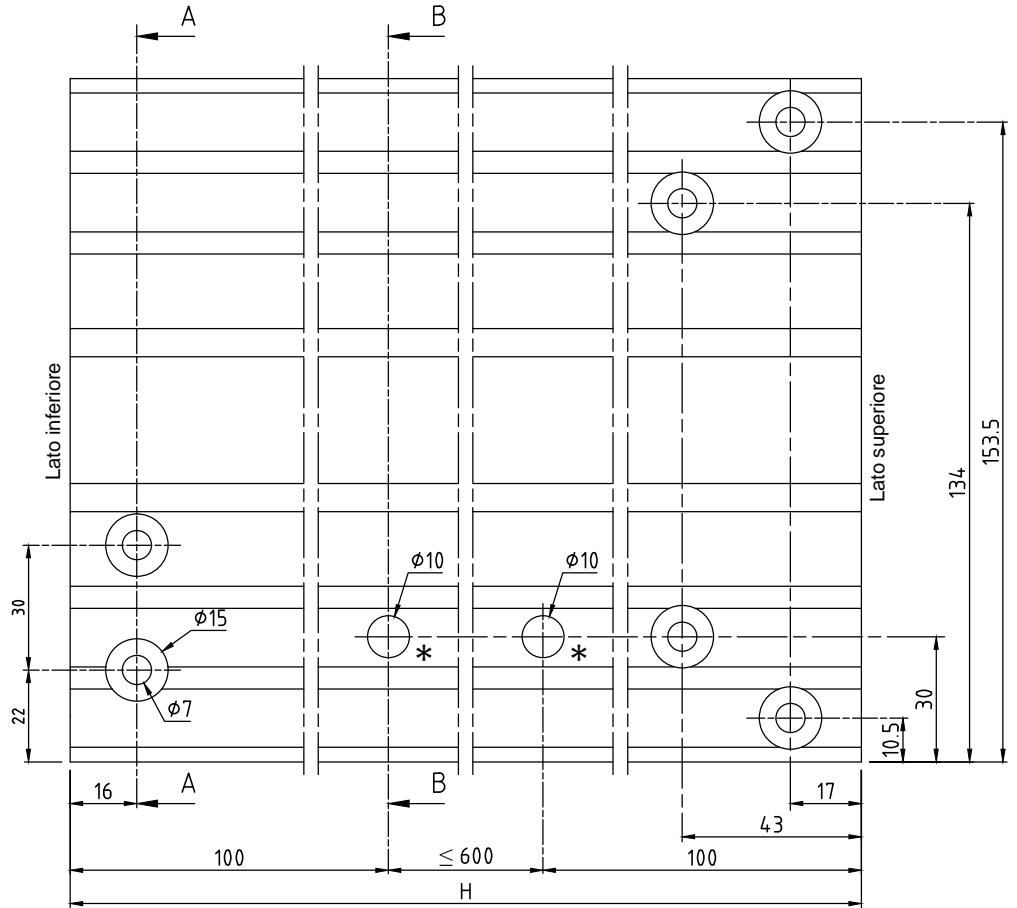 A
B
Lato inferiore
Lato superiore
153.5
134
30
22
ϕ15
ϕ7
ϕ10
*
ϕ10
*
30
10.5
16
A
B
17
43
100
≤ 600
100
H